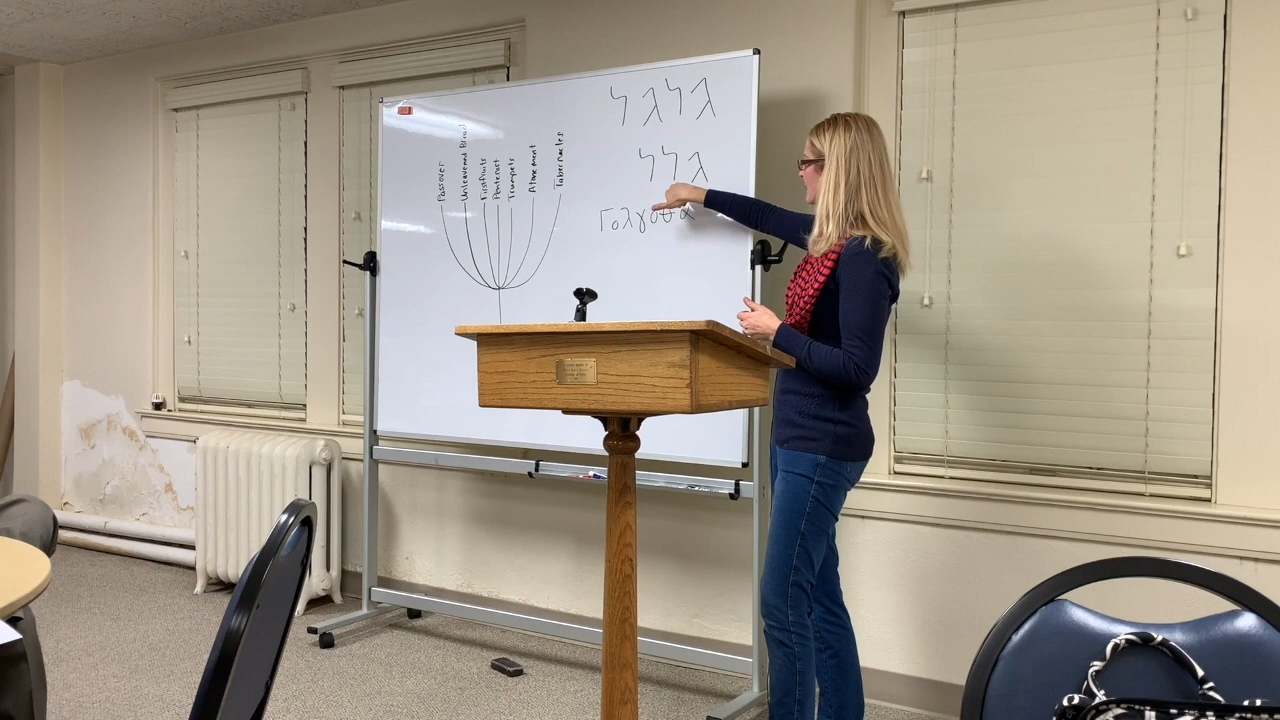 Passover
Unleavened Bread
Firstfruits
Pentecost
Trumpets
Atonement
Tabernacles
גלגל
גלל
Γολγοθα